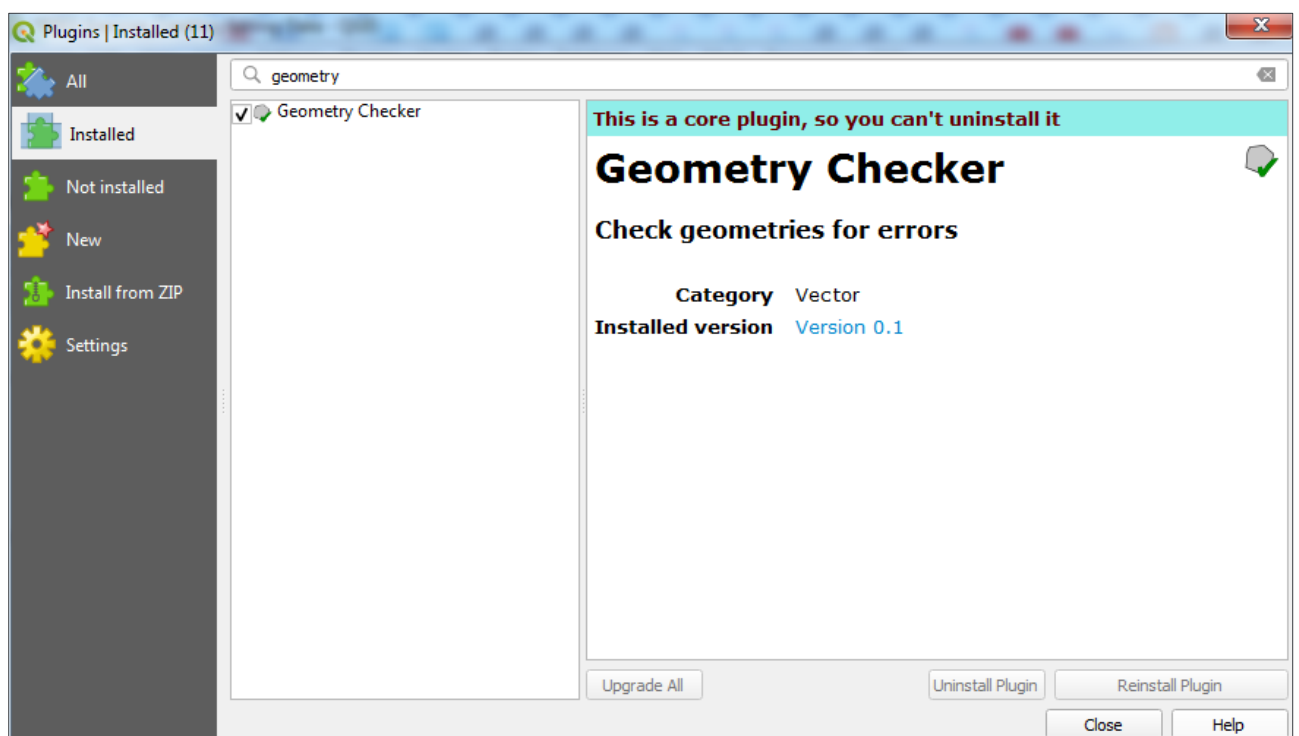 Plugins | Installed (11)
All
Installed
Not installed
New
Install from ZIP
Settings
geometry
Geometry Checker
This is a core plugin, so you can't uninstall it
Geometry Checker
Check geometries for errors
Category Vector
Installed version Version 0.1
Upgrade All
Uninstall Plugin
Reinstall Plugin
Close
Help